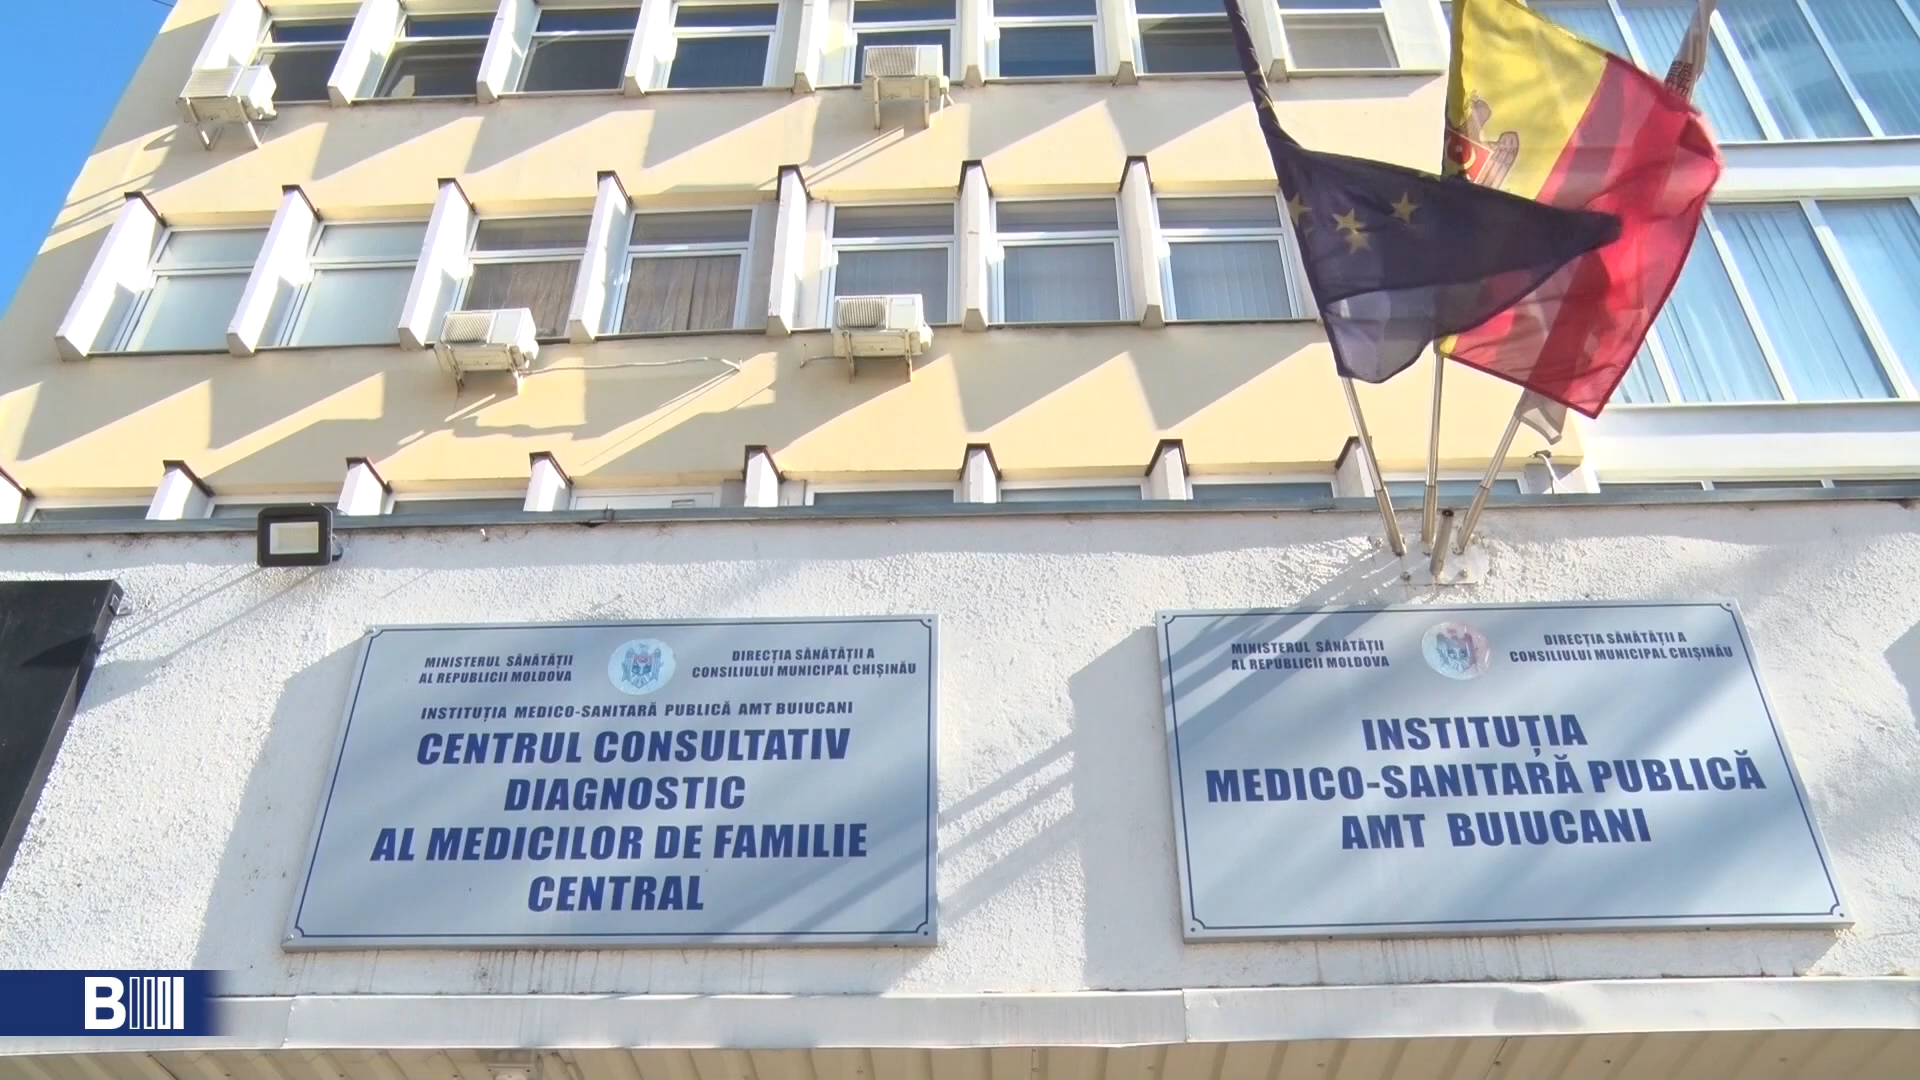 MINISTERUL SĂNĂTĂȚII
AL REPUBLICII MOLDOVA
DIRECȚIA SĂNĂTĂȚII A
CONSILIULUI MUNICIPAL CHIȘINĂU
INSTITUȚIA MEDICO-SANITARĂ PUBLICĂ AMT BUIUCANI
CENTRUL CONSULTATIV
DIAGNOSTIC
AL MEDICILOR DE FAMILIE
CENTRAL
MINISTERUL SĂNĂTĂȚII
AL REPUBLICII MOLDOVA
DIRECȚIA SĂNĂTĂȚII A
CONSILIULUI MUNICIPAL CHIȘINĂU
INSTITUȚIA
MEDICO-SANITARĂ PUBLICĂ
AMT BUIUCANI
B